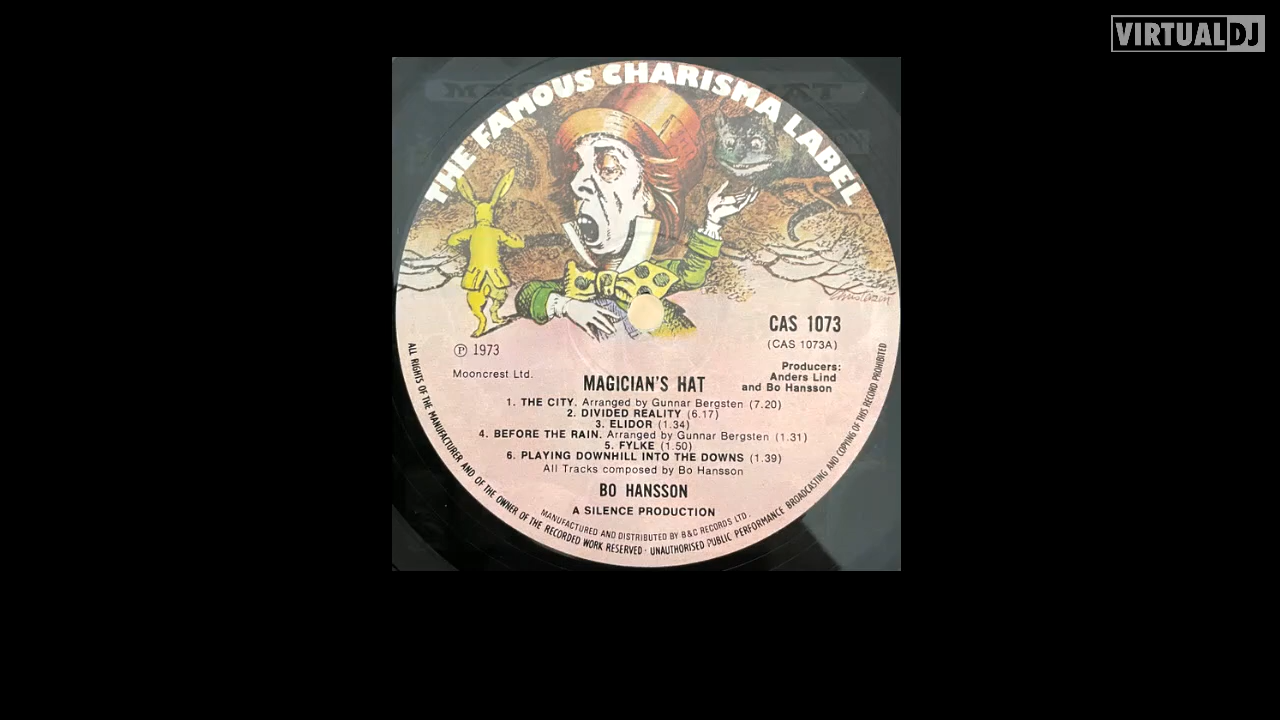 VIRTUALDJ
THE FAMOUS CHARISMA LABEL
CAS 1073
(CAS 1073A)
Ⓟ 1973
Mooncrest Ltd.
Producers:
Anders Lind
and Bo Hansson
MAGICIAN'S HAT
1. THE CITY. Arranged by Gunnar Bergsten (7.20)
2. DIVIDED REALITY (6.17)
3. ELIDOR (1.34)
4. BEFORE THE RAIN. Arranged by Gunnar Bergsten (1.31)
5. FYLKE (1.50)
6. PLAYING DOWNHILL INTO THE DOWNS (1.39)
All Tracks composed by Bo Hansson
BO HANSSON
A SILENCE PRODUCTION
MANUFACTURED AND DISTRIBUTED BY B&C RECORDS LTD.
ALL RIGHTS OF THE MANUFACTURER AND OF THE OWNER OF THE RECORDED WORK RESERVED · UNAUTHORISED PUBLIC PERFORMANCE BROADCASTING AND COPYING OF THIS RECORD PROHIBITED